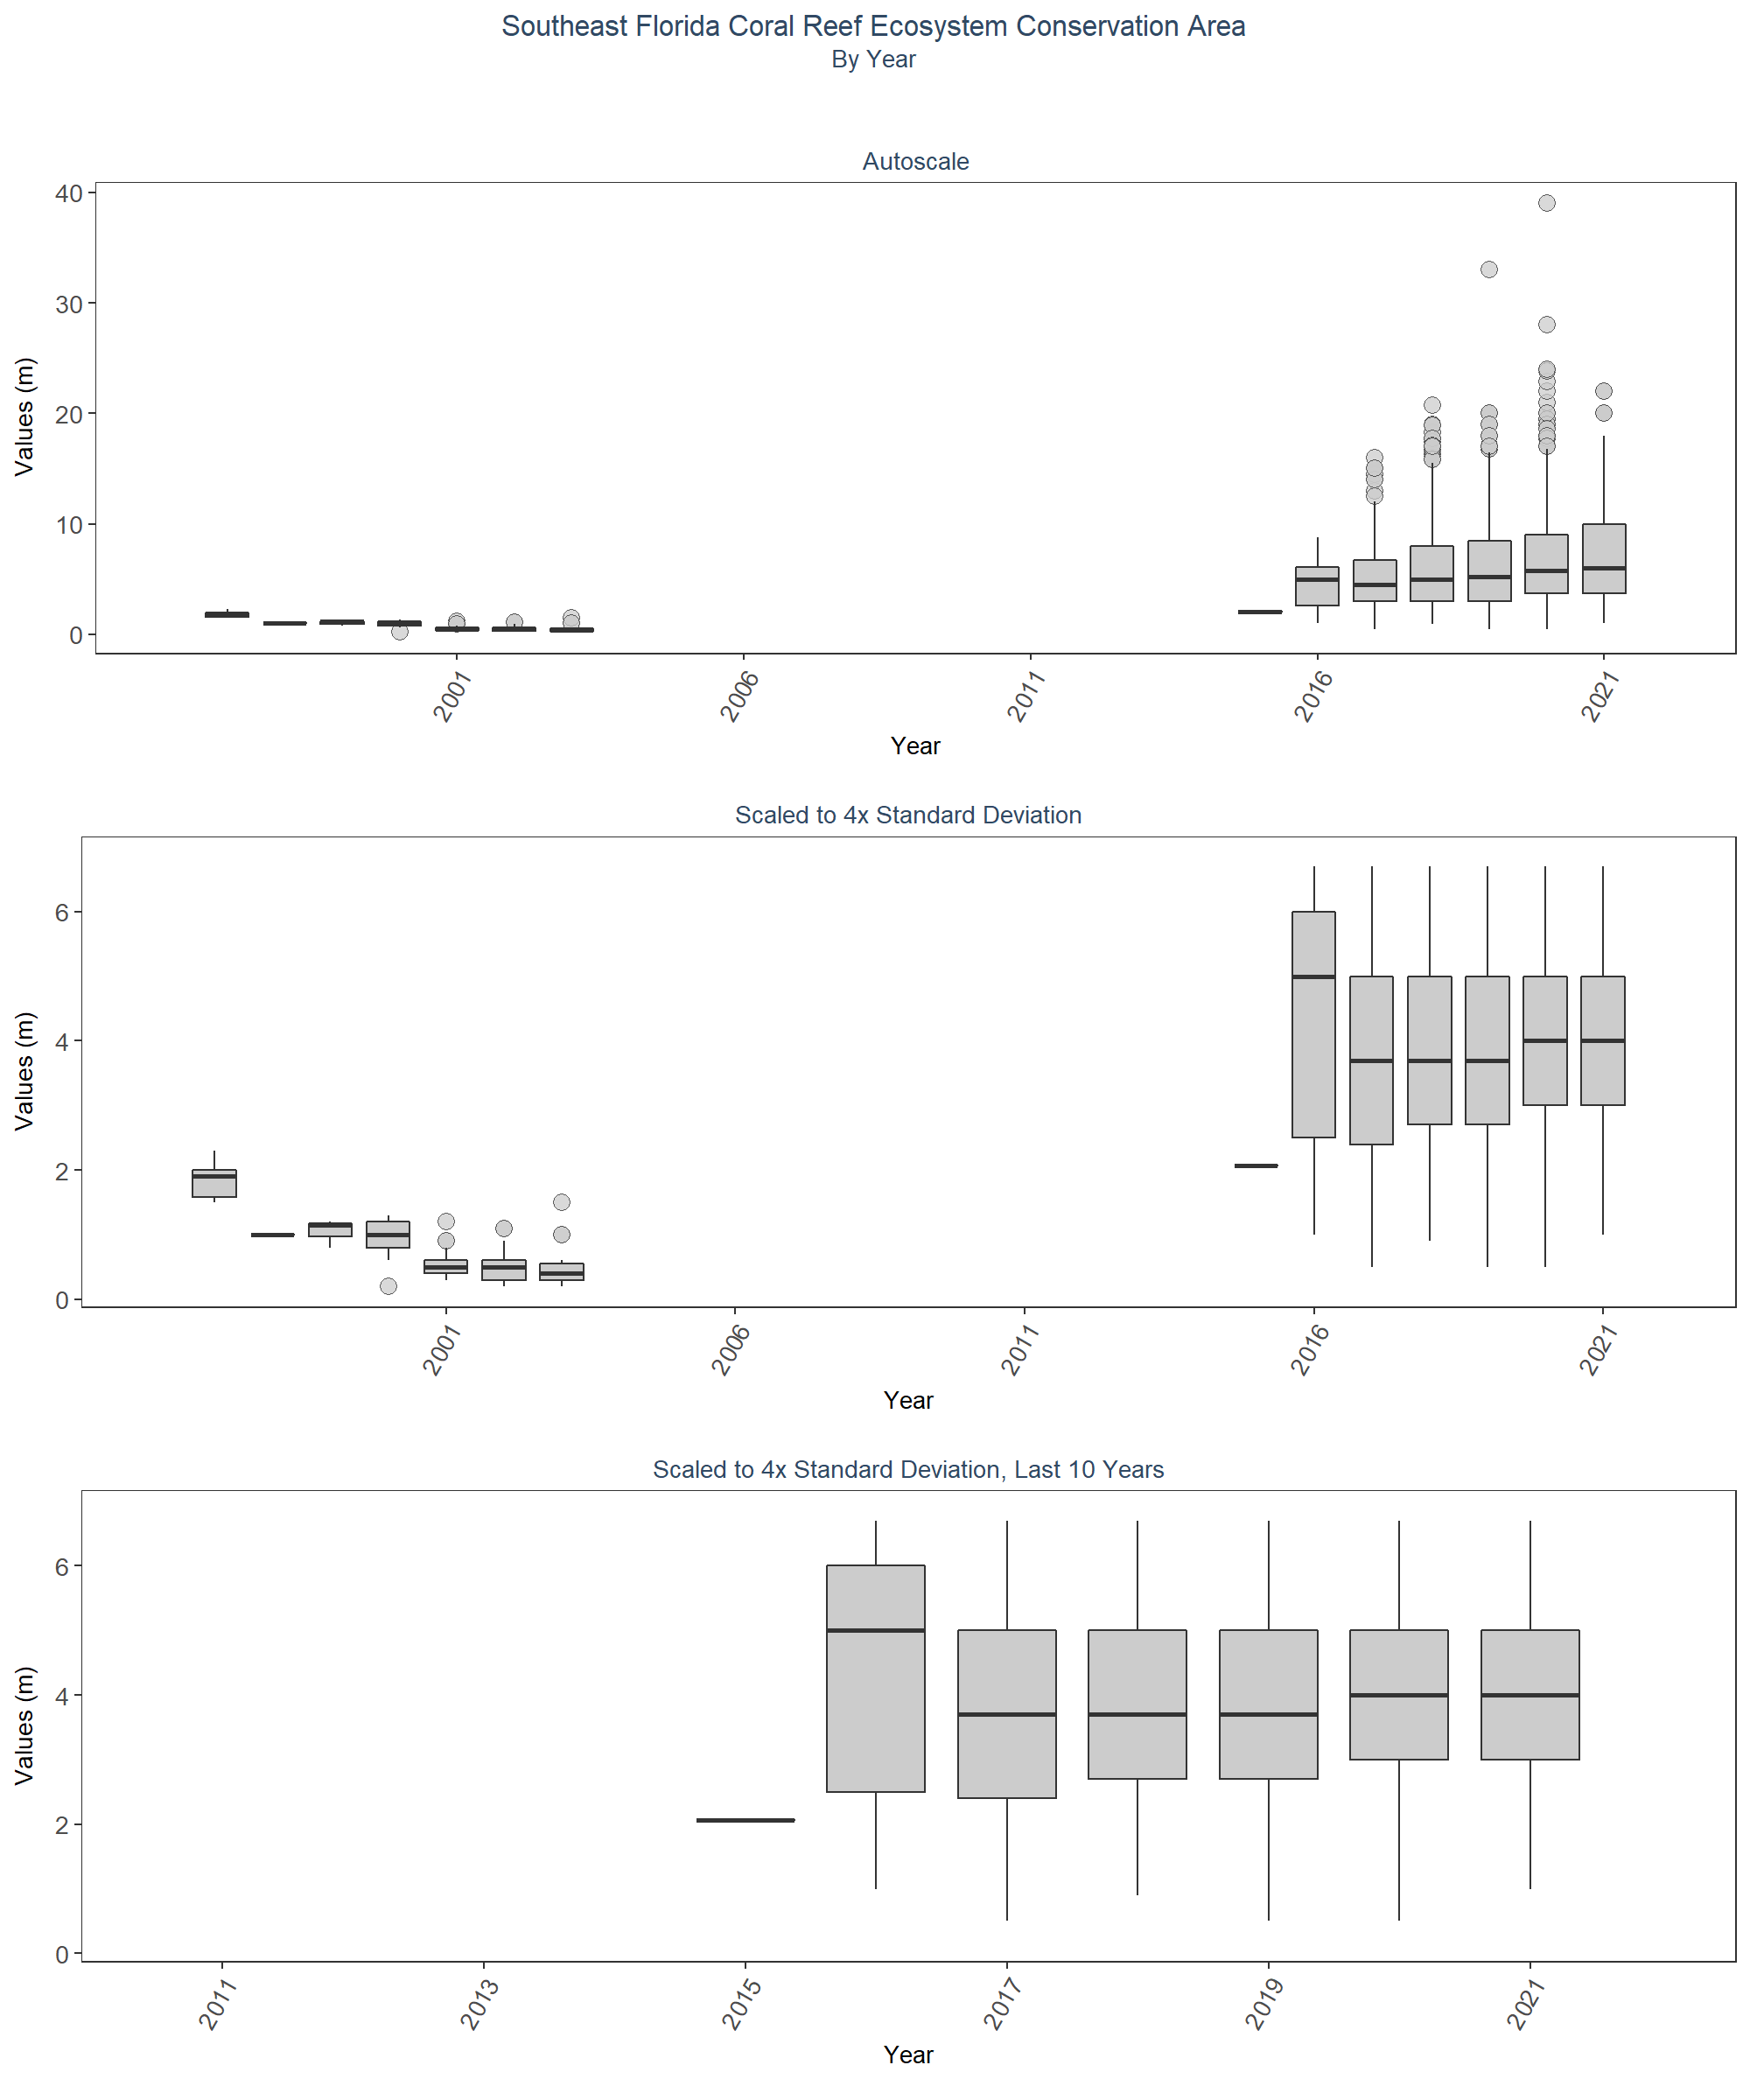 Southeast Florida Coral Reef Ecosystem Conservation Area
By Year
Autoscale
40
30
20
10
0
Values (m)
2001
2006
2011
2016
2021
Year
Scaled to 4x Standard Deviation
6
4
2
0
Values (m)
2001
2006
2011
2016
2021
Year
Scaled to 4x Standard Deviation, Last 10 Years
6
4
2
0
Values (m)
2011
2013
2015
2017
2019
2021
Year